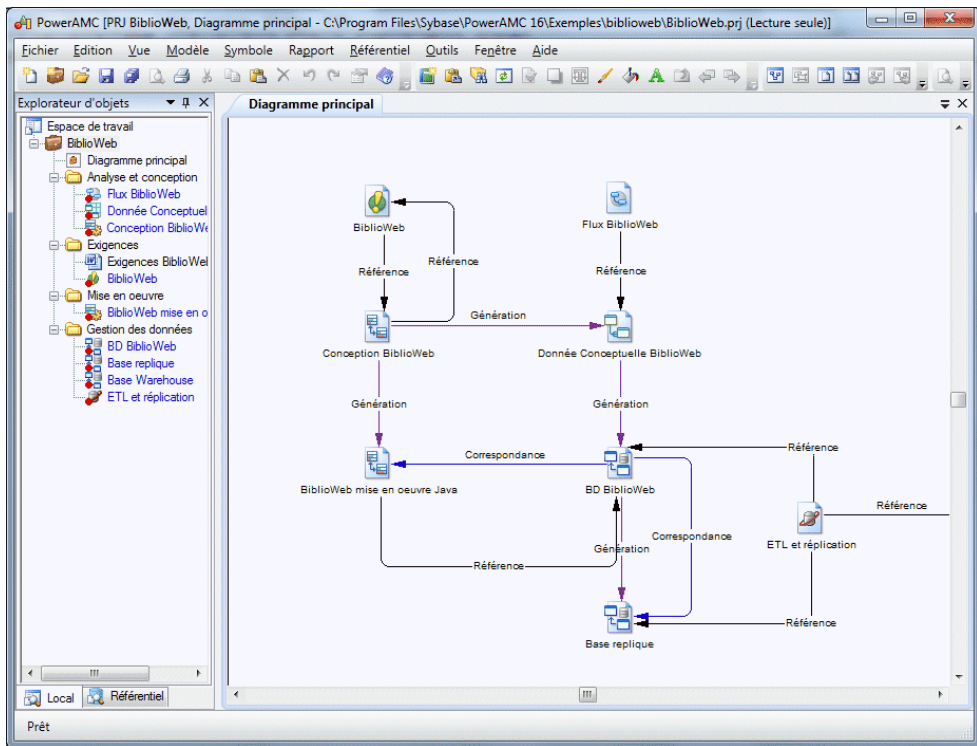 PowerAMC [PRJ BiblioWeb, Diagramme principal - C:\Program Files\Sybase\PowerAMC 16\Exemples\biblioweb\BiblioWeb.prj (Lecture seule)]
Fichier Edition Vue Modèle Symbole Rapport Référentiel Outils Fenêtre Aide
Explorateur d'objets
Espace de travail
BiblioWeb
Diagramme principal
Analyse et conception
Flux BiblioWeb
Donnée Conceptuel
Conception BiblioWe
Exigences
Exigences BiblioWel
BiblioWeb
Mise en oeuvre
BiblioWeb mise en o
Gestion des données
BD BiblioWeb
Base replique
Base Warehouse
ETL et réplication
Local Référentiel
Diagramme principal
BiblioWeb
Flux BiblioWeb
Référence
Référence
Référence
Génération
Conception BiblioWeb
Donnée Conceptuelle BiblioWeb
Génération
Génération
Référence
Correspondance
BiblioWeb mise en oeuvre Java
BD BiblioWeb
Référence
Correspondance
ETL et réplication
Génération
Référence
Référence
Base replique
Prêt